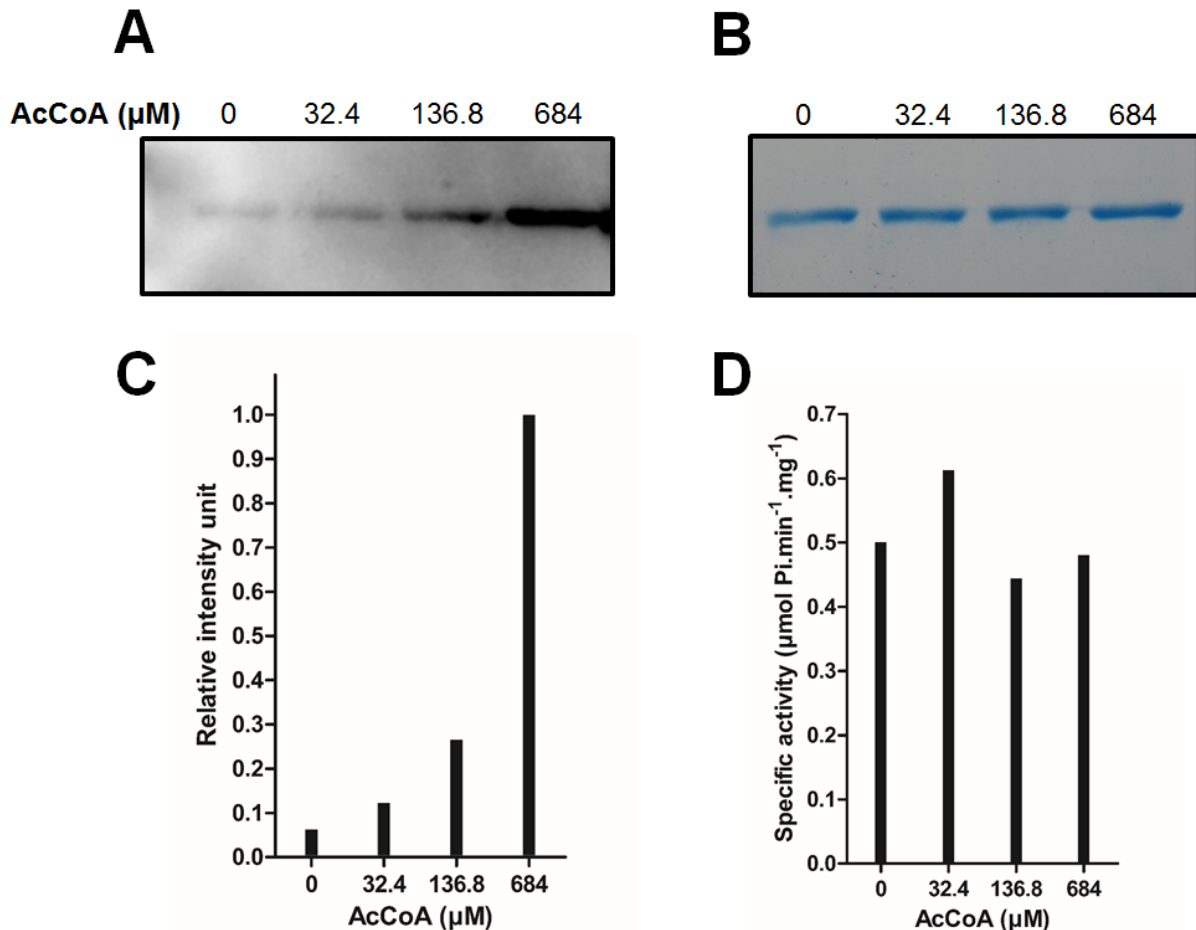 A
B
AcCoA (µM) 0 32.4 136.8 684
0 32.4 136.8 684
C
D
Relative intensity unit
1.0
0.9
0.8
0.7
0.6
0.5
0.4
0.3
0.2
0.1
0.0
0 32.4 136.8 684
AcCoA (µM)
Specific activity (µmol Pi.min⁻¹.mg⁻¹)
0.7
0.6
0.5
0.4
0.3
0.2
0.1
0.0
0 32.4 136.8 684
AcCoA (µM)